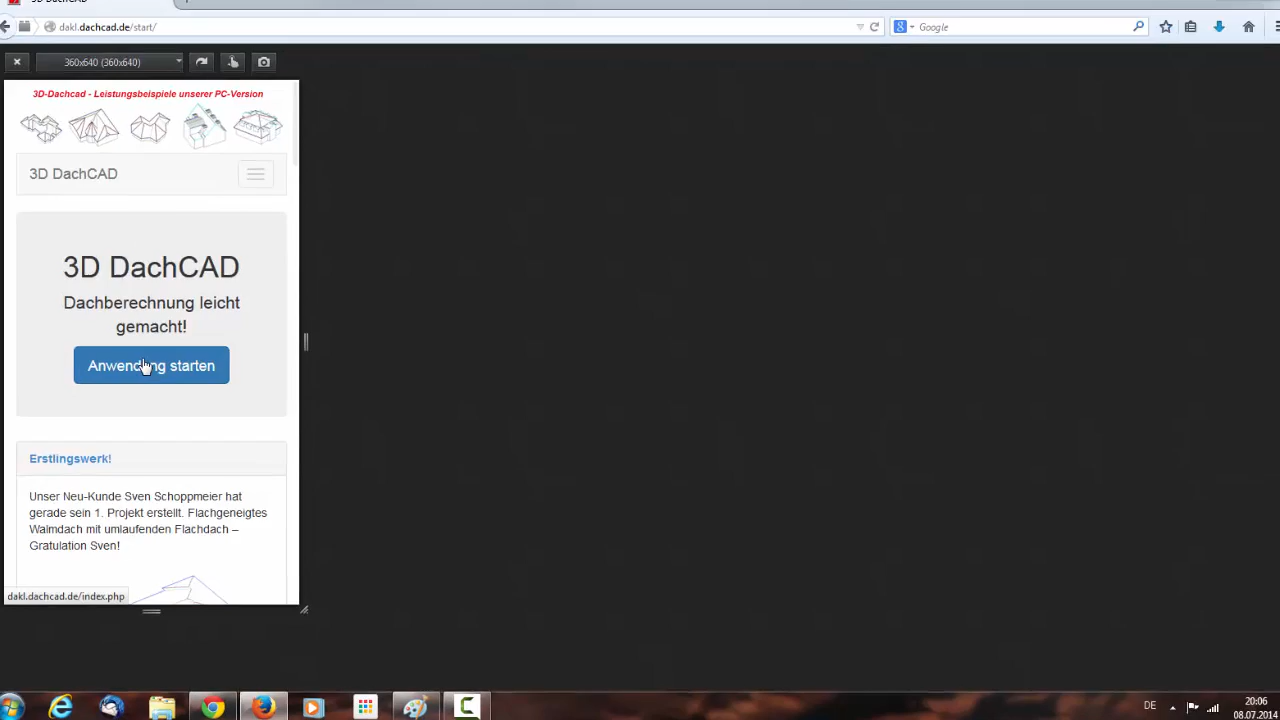 dakl.dachcad.de/start/
Google
360x640 (360x640)
3D-Dachcad - Leistungsbeispiele unserer PC-Version
3D DachCAD
3D DachCAD
Dachberechnung leicht
gemacht!
Anwendung starten
Erstlingswerk!
Unser Neu-Kunde Sven Schoppmeier hat
gerade sein 1. Projekt erstellt. Flachgeneigtes
Walmdach mit umlaufenden Flachdach –
Gratulation Sven!
dakl.dachcad.de/index.php
DE
20:06
08.07.2014